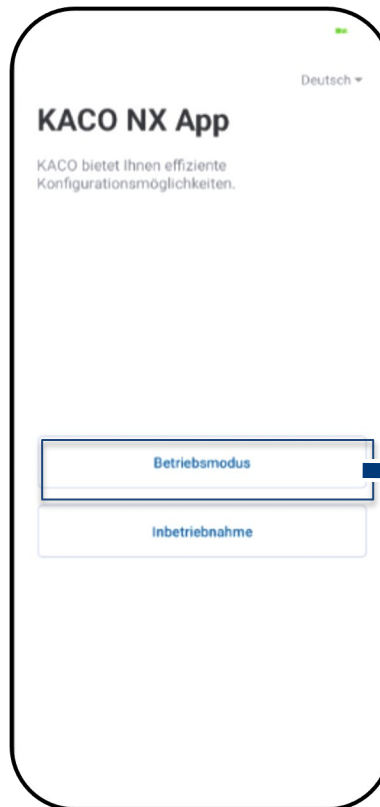 Deutsch
KACO NX App
KACO bietet Ihnen effiziente
Konfigurationsmöglichkeiten.
Betriebsmodus
Inbetriebnahme